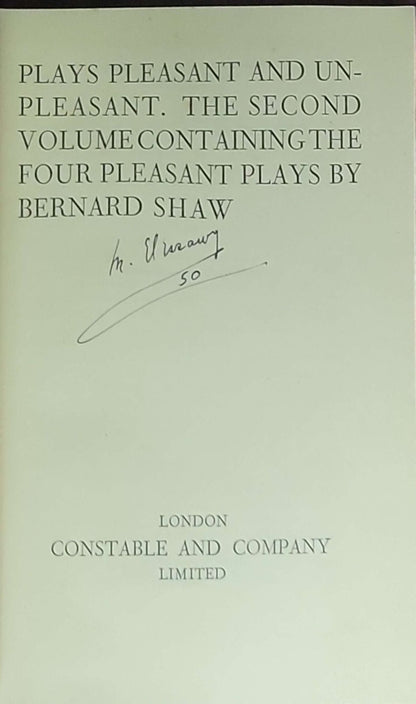 PLAYS PLEASANT AND UN-
PLEASANT. THE SECOND
VOLUME CONTAINING THE
FOUR PLEASANT PLAYS BY
BERNARD SHAW
M.
50
LONDON
CONSTABLE AND COMPANY
LIMITED